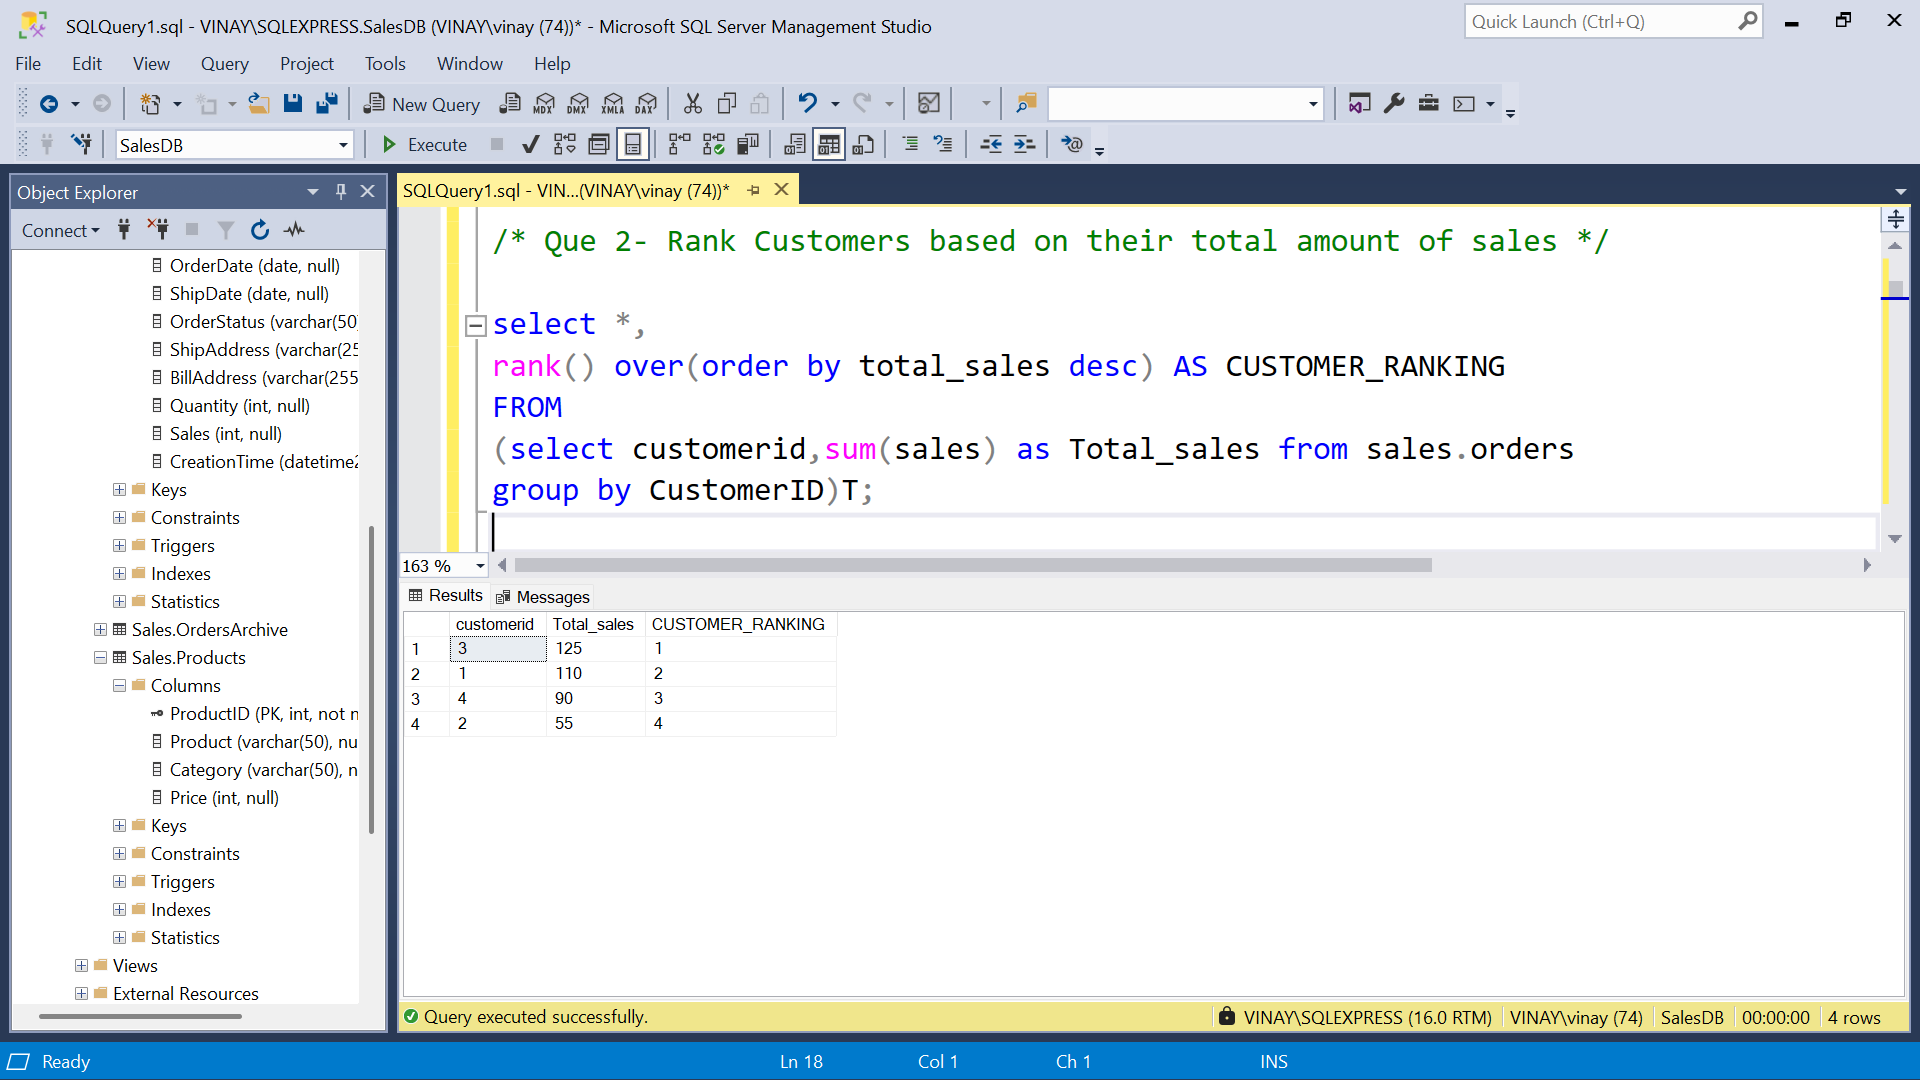 SQLQuery1.sql - VINAY\SQLEXPRESS.SalesDB (VINAY\vinay (74))* - Microsoft SQL Server Management Studio
Quick Launch (Ctrl+Q)
File Edit View Query Project Tools Window Help
New Query MDX DMX XMLA DAX
SalesDB Execute
Object Explorer
SQLQuery1.sql - VIN...(VINAY\vinay (74))*
Connect
OrderDate (date, null)
ShipDate (date, null)
OrderStatus (varchar(50)
ShipAddress (varchar(25
BillAddress (varchar(255
Quantity (int, null)
Sales (int, null)
CreationTime (datetime2
Keys
Constraints
Triggers
Indexes
Statistics
Sales.OrdersArchive
Sales.Products
Columns
ProductID (PK, int, not n
Product (varchar(50), nu
Category (varchar(50), n
Price (int, null)
Keys
Constraints
Triggers
Indexes
Statistics
Views
External Resources
/* Que 2- Rank Customers based on their total amount of sales */
select *,
rank() over(order by total_sales desc) AS CUSTOMER_RANKING
FROM
(select customerid,sum(sales) as Total_sales from sales.orders
group by CustomerID)T;
163 %
Results Messages
customerid Total_sales CUSTOMER_RANKING
1 3 125 1
2 1 110 2
3 4 90 3
4 2 55 4
Query executed successfully. VINAY\SQLEXPRESS (16.0 RTM) VINAY\vinay (74) SalesDB 00:00:00 4 rows
Ready Ln 18 Col 1 Ch 1 INS